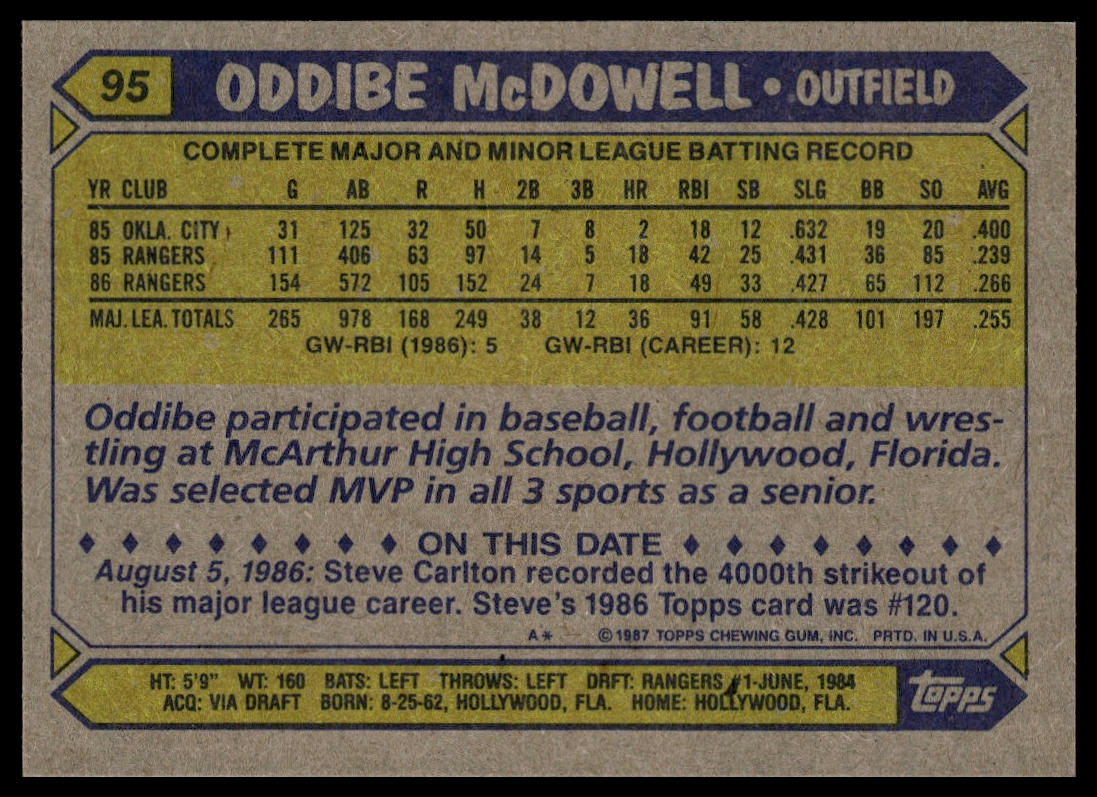 95 ODDIBE McDOWELL • OUTFIELD
COMPLETE MAJOR AND MINOR LEAGUE BATTING RECORD
YR CLUB G AB R H 2B 3B HR RBI SB SLG BB SO AVG
85 OKLA. CITY 31 125 32 50 7 8 2 18 12 .632 19 20 .400
85 RANGERS 111 406 63 97 14 5 18 42 25 .431 36 85 .239
86 RANGERS 154 572 105 152 24 7 18 49 33 .427 65 112 .266
MAJ. LEA. TOTALS 265 978 168 249 38 12 36 91 58 .428 101 197 .255
GW-RBI (1986): 5 GW-RBI (CAREER): 12
Oddibe participated in baseball, football and wres-
tling at McArthur High School, Hollywood, Florida.
Was selected MVP in all 3 sports as a senior.
ON THIS DATE
August 5, 1986: Steve Carlton recorded the 4000th strikeout of
his major league career. Steve's 1986 Topps card was #120.
A* ©1987 TOPPS CHEWING GUM, INC. PRTD. IN U.S.A.
HT: 5'9" WT: 160 BATS: LEFT THROWS: LEFT DRFT: RANGERS #1-JUNE, 1984
ACQ: VIA DRAFT BORN: 8-25-62, HOLLYWOOD, FLA. HOME: HOLLYWOOD, FLA.
topps